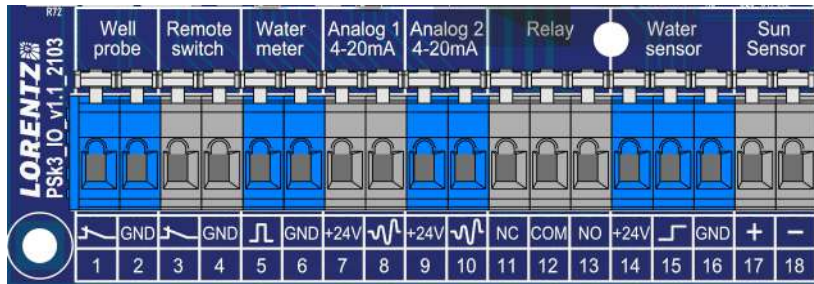 R72
LORENTZ
PSk3_IO_v1.1_2103
Well probe
Remote switch
Water meter
Analog 1 4-20mA
Analog 2 4-20mA
Relay
Water sensor
Sun Sensor
GND GND GND +24V +24V NC COM NO +24V GND + −
1 2 3 4 5 6 7 8 9 10 11 12 13 14 15 16 17 18